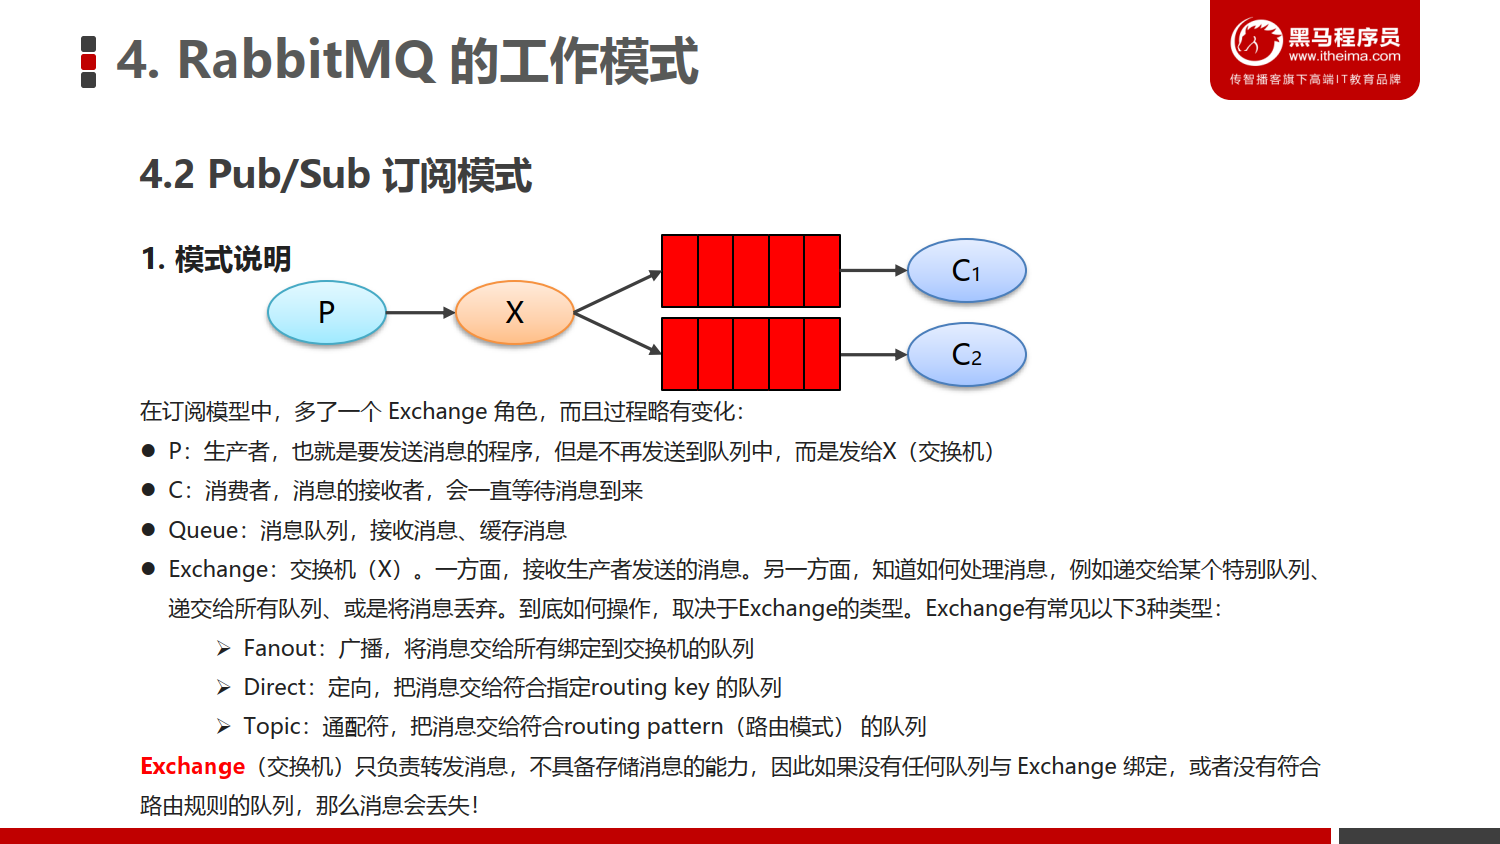 4. RabbitMQ 的工作模式
黑马程序员
www.itheima.com
传智播客旗下高端IT教育品牌
4.2 Pub/Sub 订阅模式
1. 模式说明
P
X
C1
C2
在订阅模型中，多了一个 Exchange 角色，而且过程略有变化：
● P：生产者，也就是要发送消息的程序，但是不再发送到队列中，而是发给X（交换机）
● C：消费者，消息的接收者，会一直等待消息到来
● Queue：消息队列，接收消息、缓存消息
● Exchange：交换机（X）。一方面，接收生产者发送的消息。另一方面，知道如何处理消息，例如递交给某个特别队列、
递交给所有队列、或是将消息丢弃。到底如何操作，取决于Exchange的类型。Exchange有常见以下3种类型：
➢ Fanout：广播，将消息交给所有绑定到交换机的队列
➢ Direct：定向，把消息交给符合指定routing key 的队列
➢ Topic：通配符，把消息交给符合routing pattern（路由模式） 的队列
Exchange（交换机）只负责转发消息，不具备存储消息的能力，因此如果没有任何队列与 Exchange 绑定，或者没有符合
路由规则的队列，那么消息会丢失！